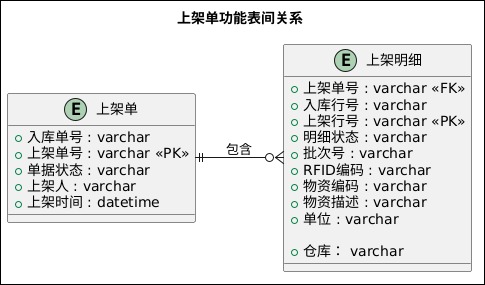 上架单功能表间关系
E 上架单
入库单号：varchar
上架单号：varchar «PK»
单据状态：varchar
上架人：varchar
上架时间：datetime
包含
E 上架明细
上架单号：varchar «FK»
入库行号：varchar
上架行号：varchar «PK»
明细状态：varchar
批次号：varchar
RFID编码：varchar
物资编码：varchar
物资描述：varchar
单位：varchar
仓库： varchar